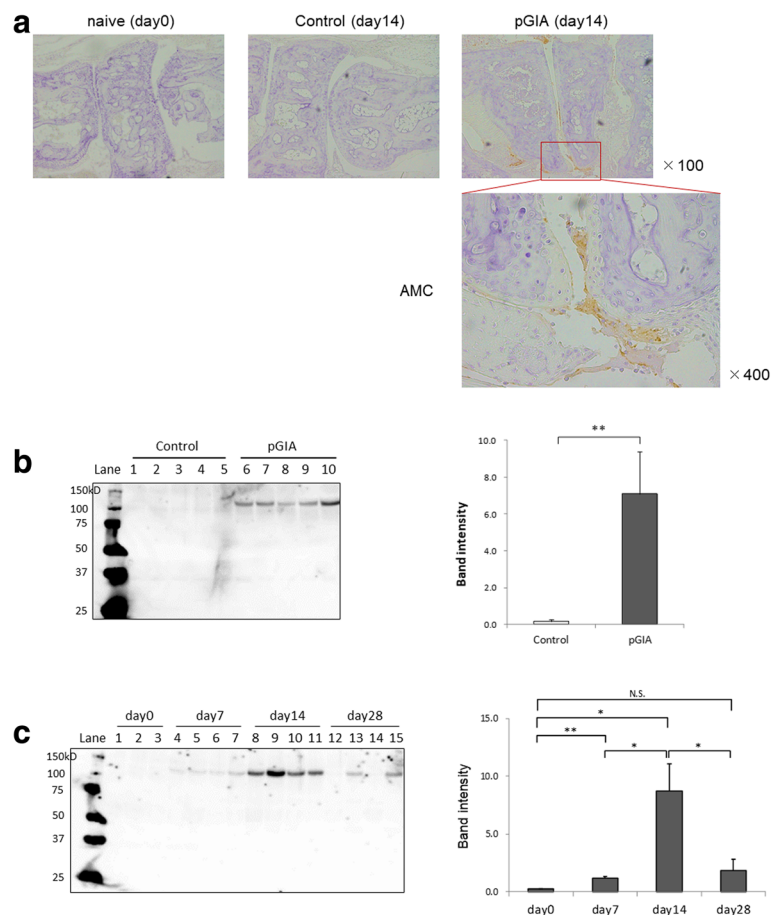 a
naive (day0) Control (day14) pGIA (day14)
×100
AMC
×400
b
Control pGIA
Lane 1 2 3 4 5 6 7 8 9 10
150kD
100
75
50
37
25
10.0
8.0
6.0
4.0
2.0
0.0
Band intensity
**
Control pGIA
c
day0 day7 day14 day28
Lane 1 2 3 4 5 6 7 8 9 10 11 12 13 14 15
150kD
100
75
50
37
25
15.0
10.0
5.0
0.0
Band intensity
N.S.
*
**
* *
day0 day7 day14 day28